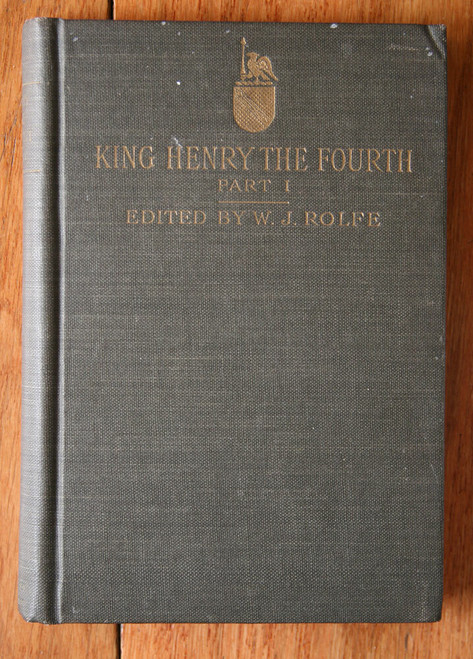 KING HENRY THE FOURTH
PART I
EDITED BY W. J. ROLFE